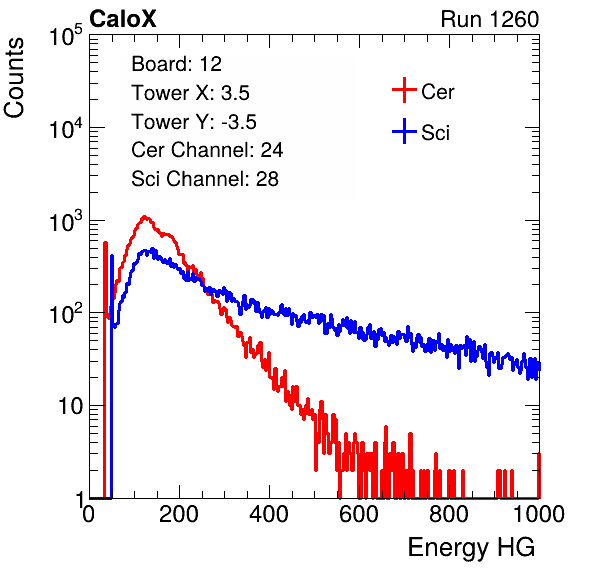 CaloX Run 1260
Counts
Board: 12
Tower X: 3.5
Tower Y: -3.5
Cer Channel: 24
Sci Channel: 28
Cer
Sci
10^5
10^4
10^3
10^2
10
1
0 200 400 600 800 1000
Energy HG